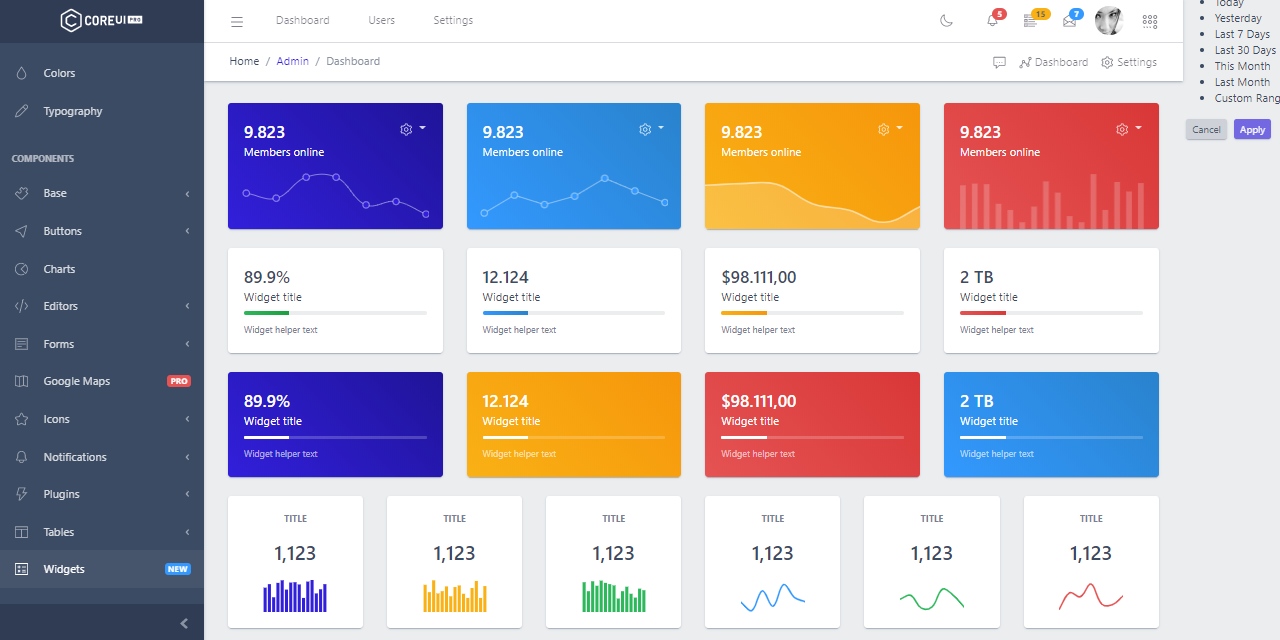 COREUI PRO
Colors
Typography
COMPONENTS
Base
Buttons
Charts
Editors
Forms
Google Maps PRO
Icons
Notifications
Plugins
Tables
Widgets NEW
Dashboard Users Settings 5 15 7
Home / Admin / Dashboard Dashboard Settings
Today
Yesterday
Last 7 Days
Last 30 Days
This Month
Last Month
Custom Rang
Cancel Apply
9.823
Members online
9.823
Members online
9.823
Members online
9.823
Members online
89.9%
Widget title
Widget helper text
12.124
Widget title
Widget helper text
$98.111,00
Widget title
Widget helper text
2 TB
Widget title
Widget helper text
89.9%
Widget title
Widget helper text
12.124
Widget title
Widget helper text
$98.111,00
Widget title
Widget helper text
2 TB
Widget title
Widget helper text
TITLE
1,123
TITLE
1,123
TITLE
1,123
TITLE
1,123
TITLE
1,123
TITLE
1,123